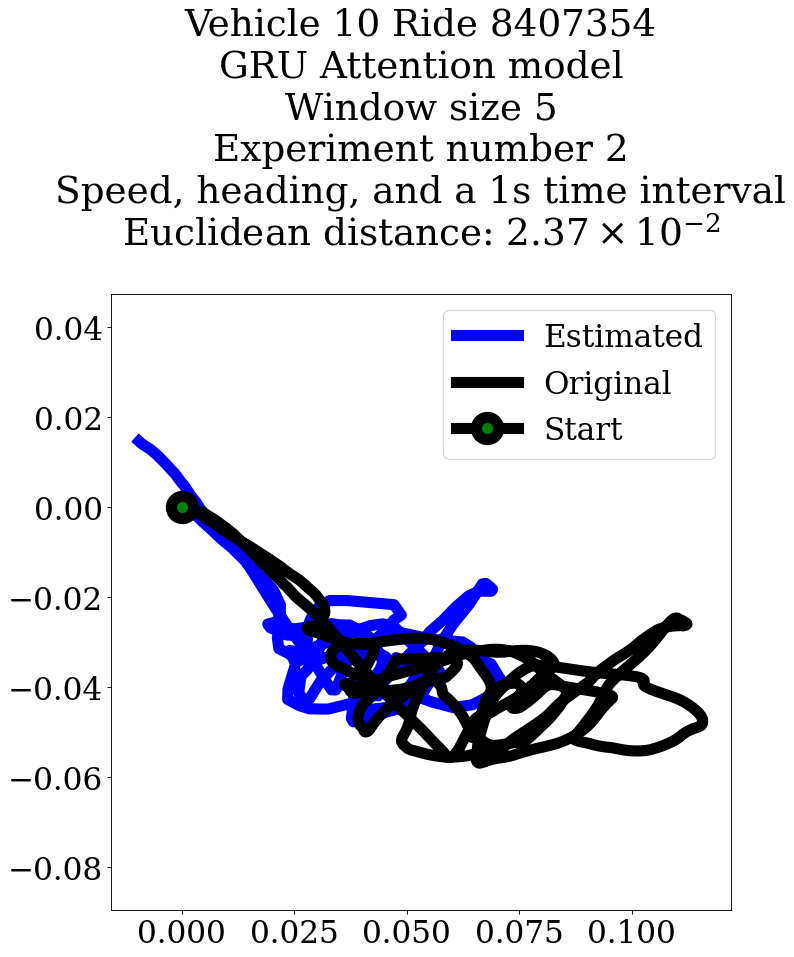 Vehicle 10 Ride 8407354
GRU Attention model
Window size 5
Experiment number 2
Speed, heading, and a 1s time interval
Euclidean distance: 2.37 × 10⁻²
Estimated
Original
Start
0.04
0.02
0.00
−0.02
−0.04
−0.06
−0.08
0.000 0.025 0.050 0.075 0.100